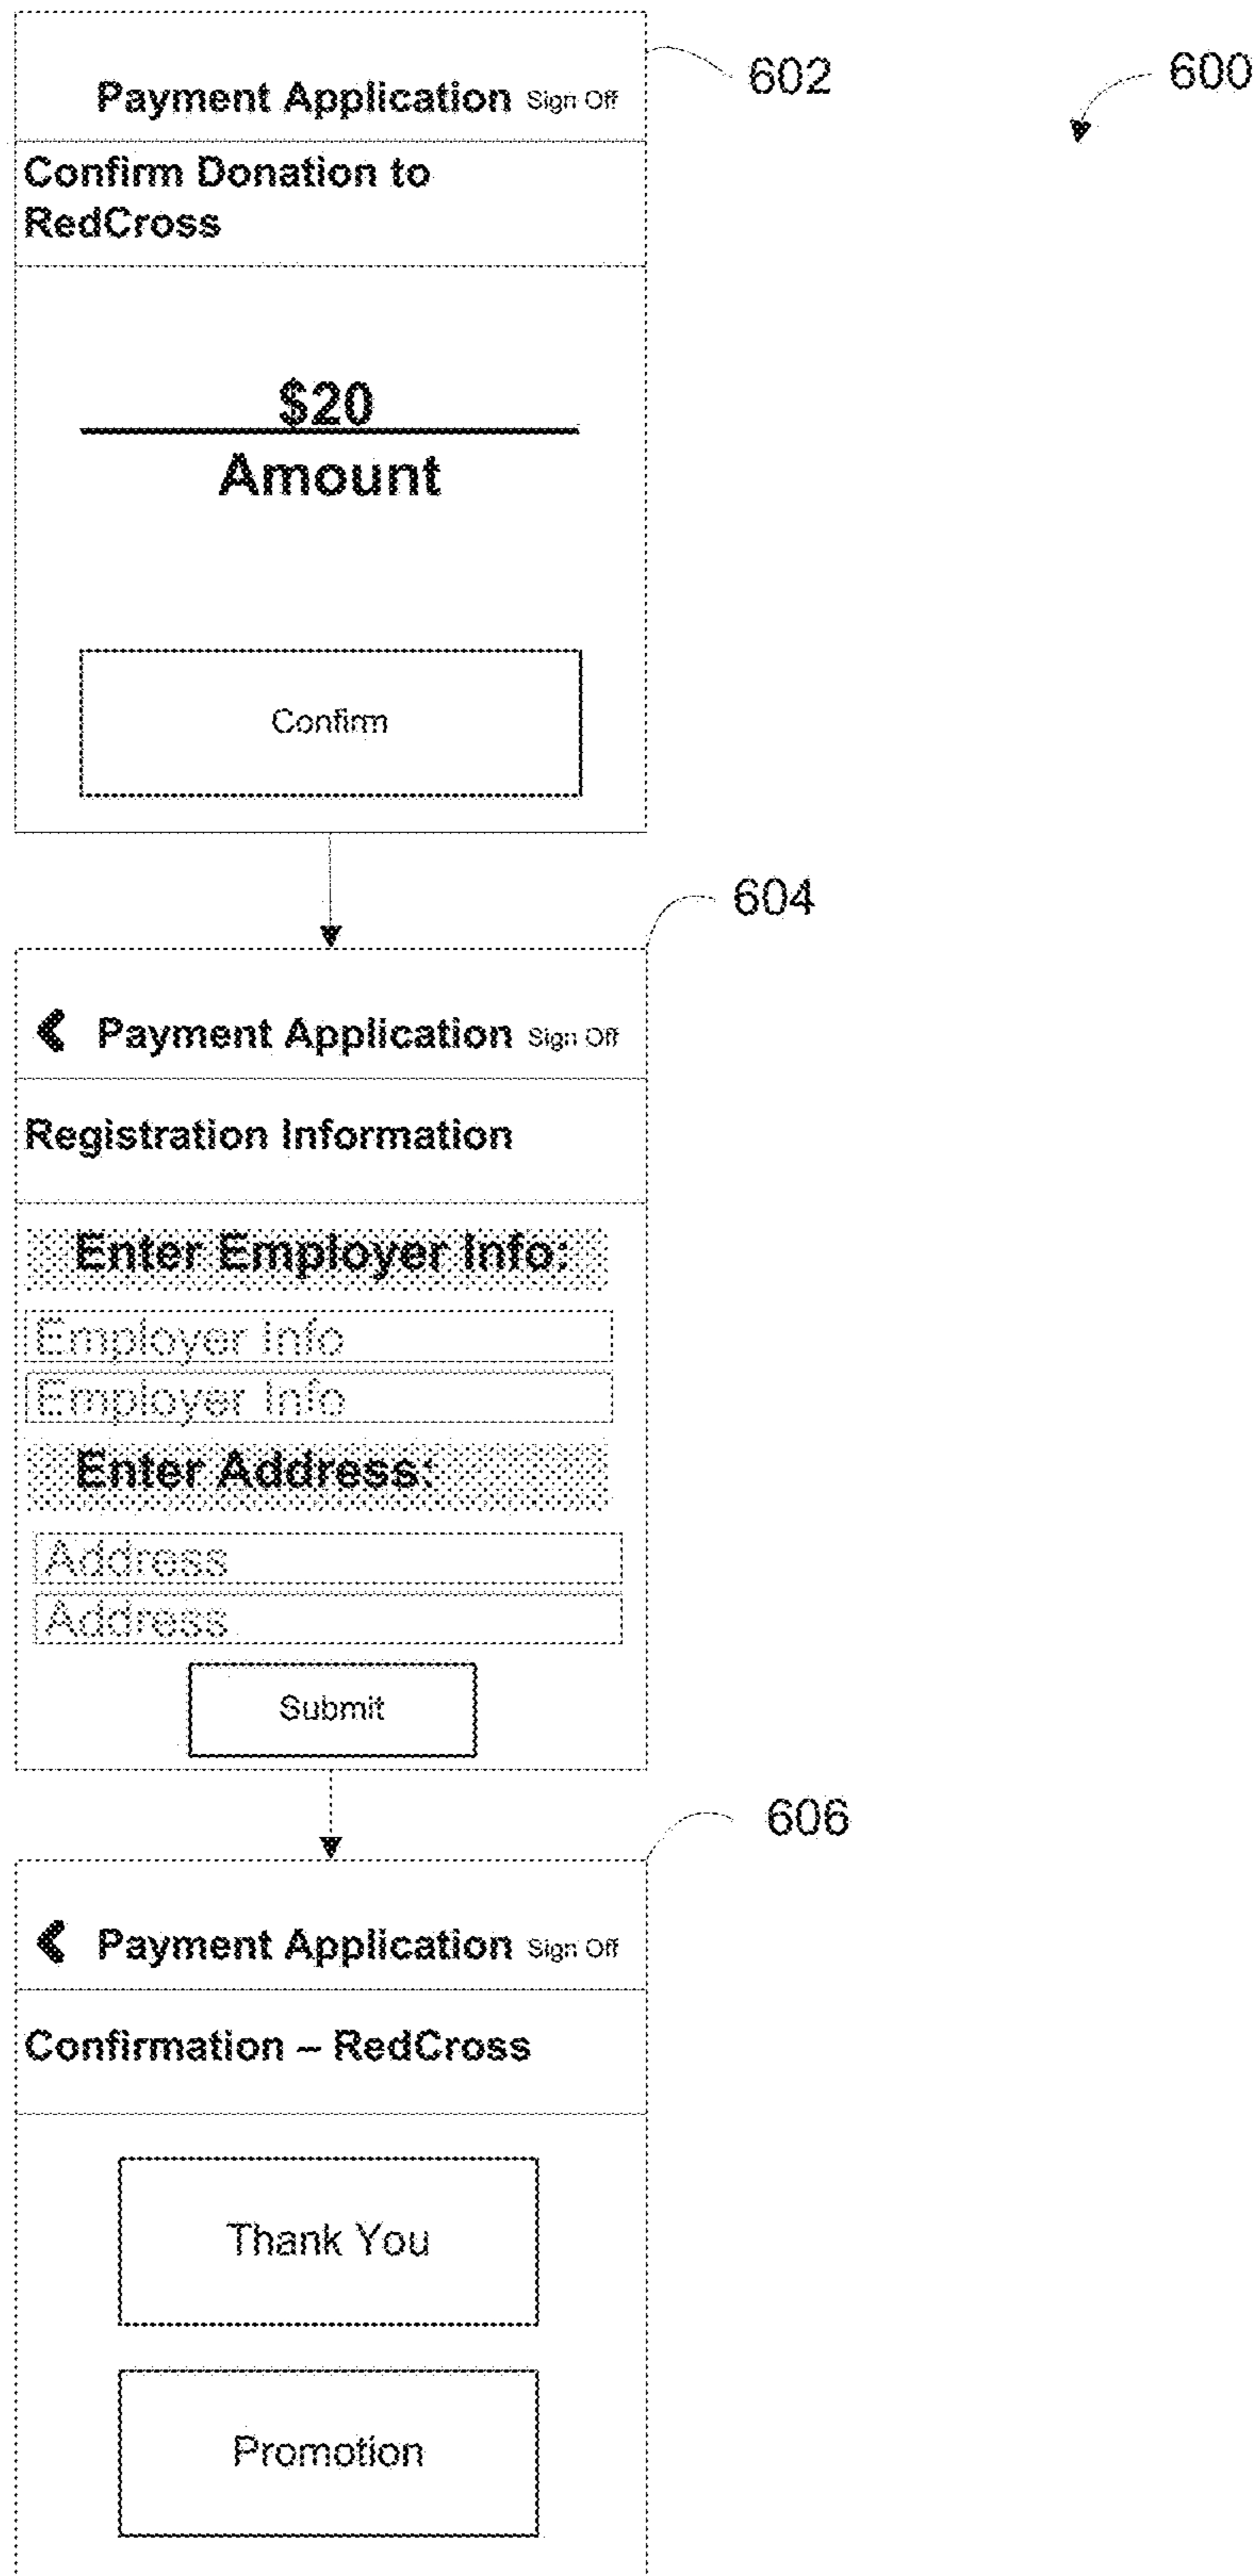 602
600
Payment Application Sign Off
Confirm Donation to
RedCross
$20
Amount
Confirm
604
Payment Application Sign Off
Registration Information
Enter Employer Info:
Employer Info
Employer Info
Enter Address:
Address
Address
Submit
606
Payment Application Sign Off
Confirmation – RedCross
Thank You
Promotion